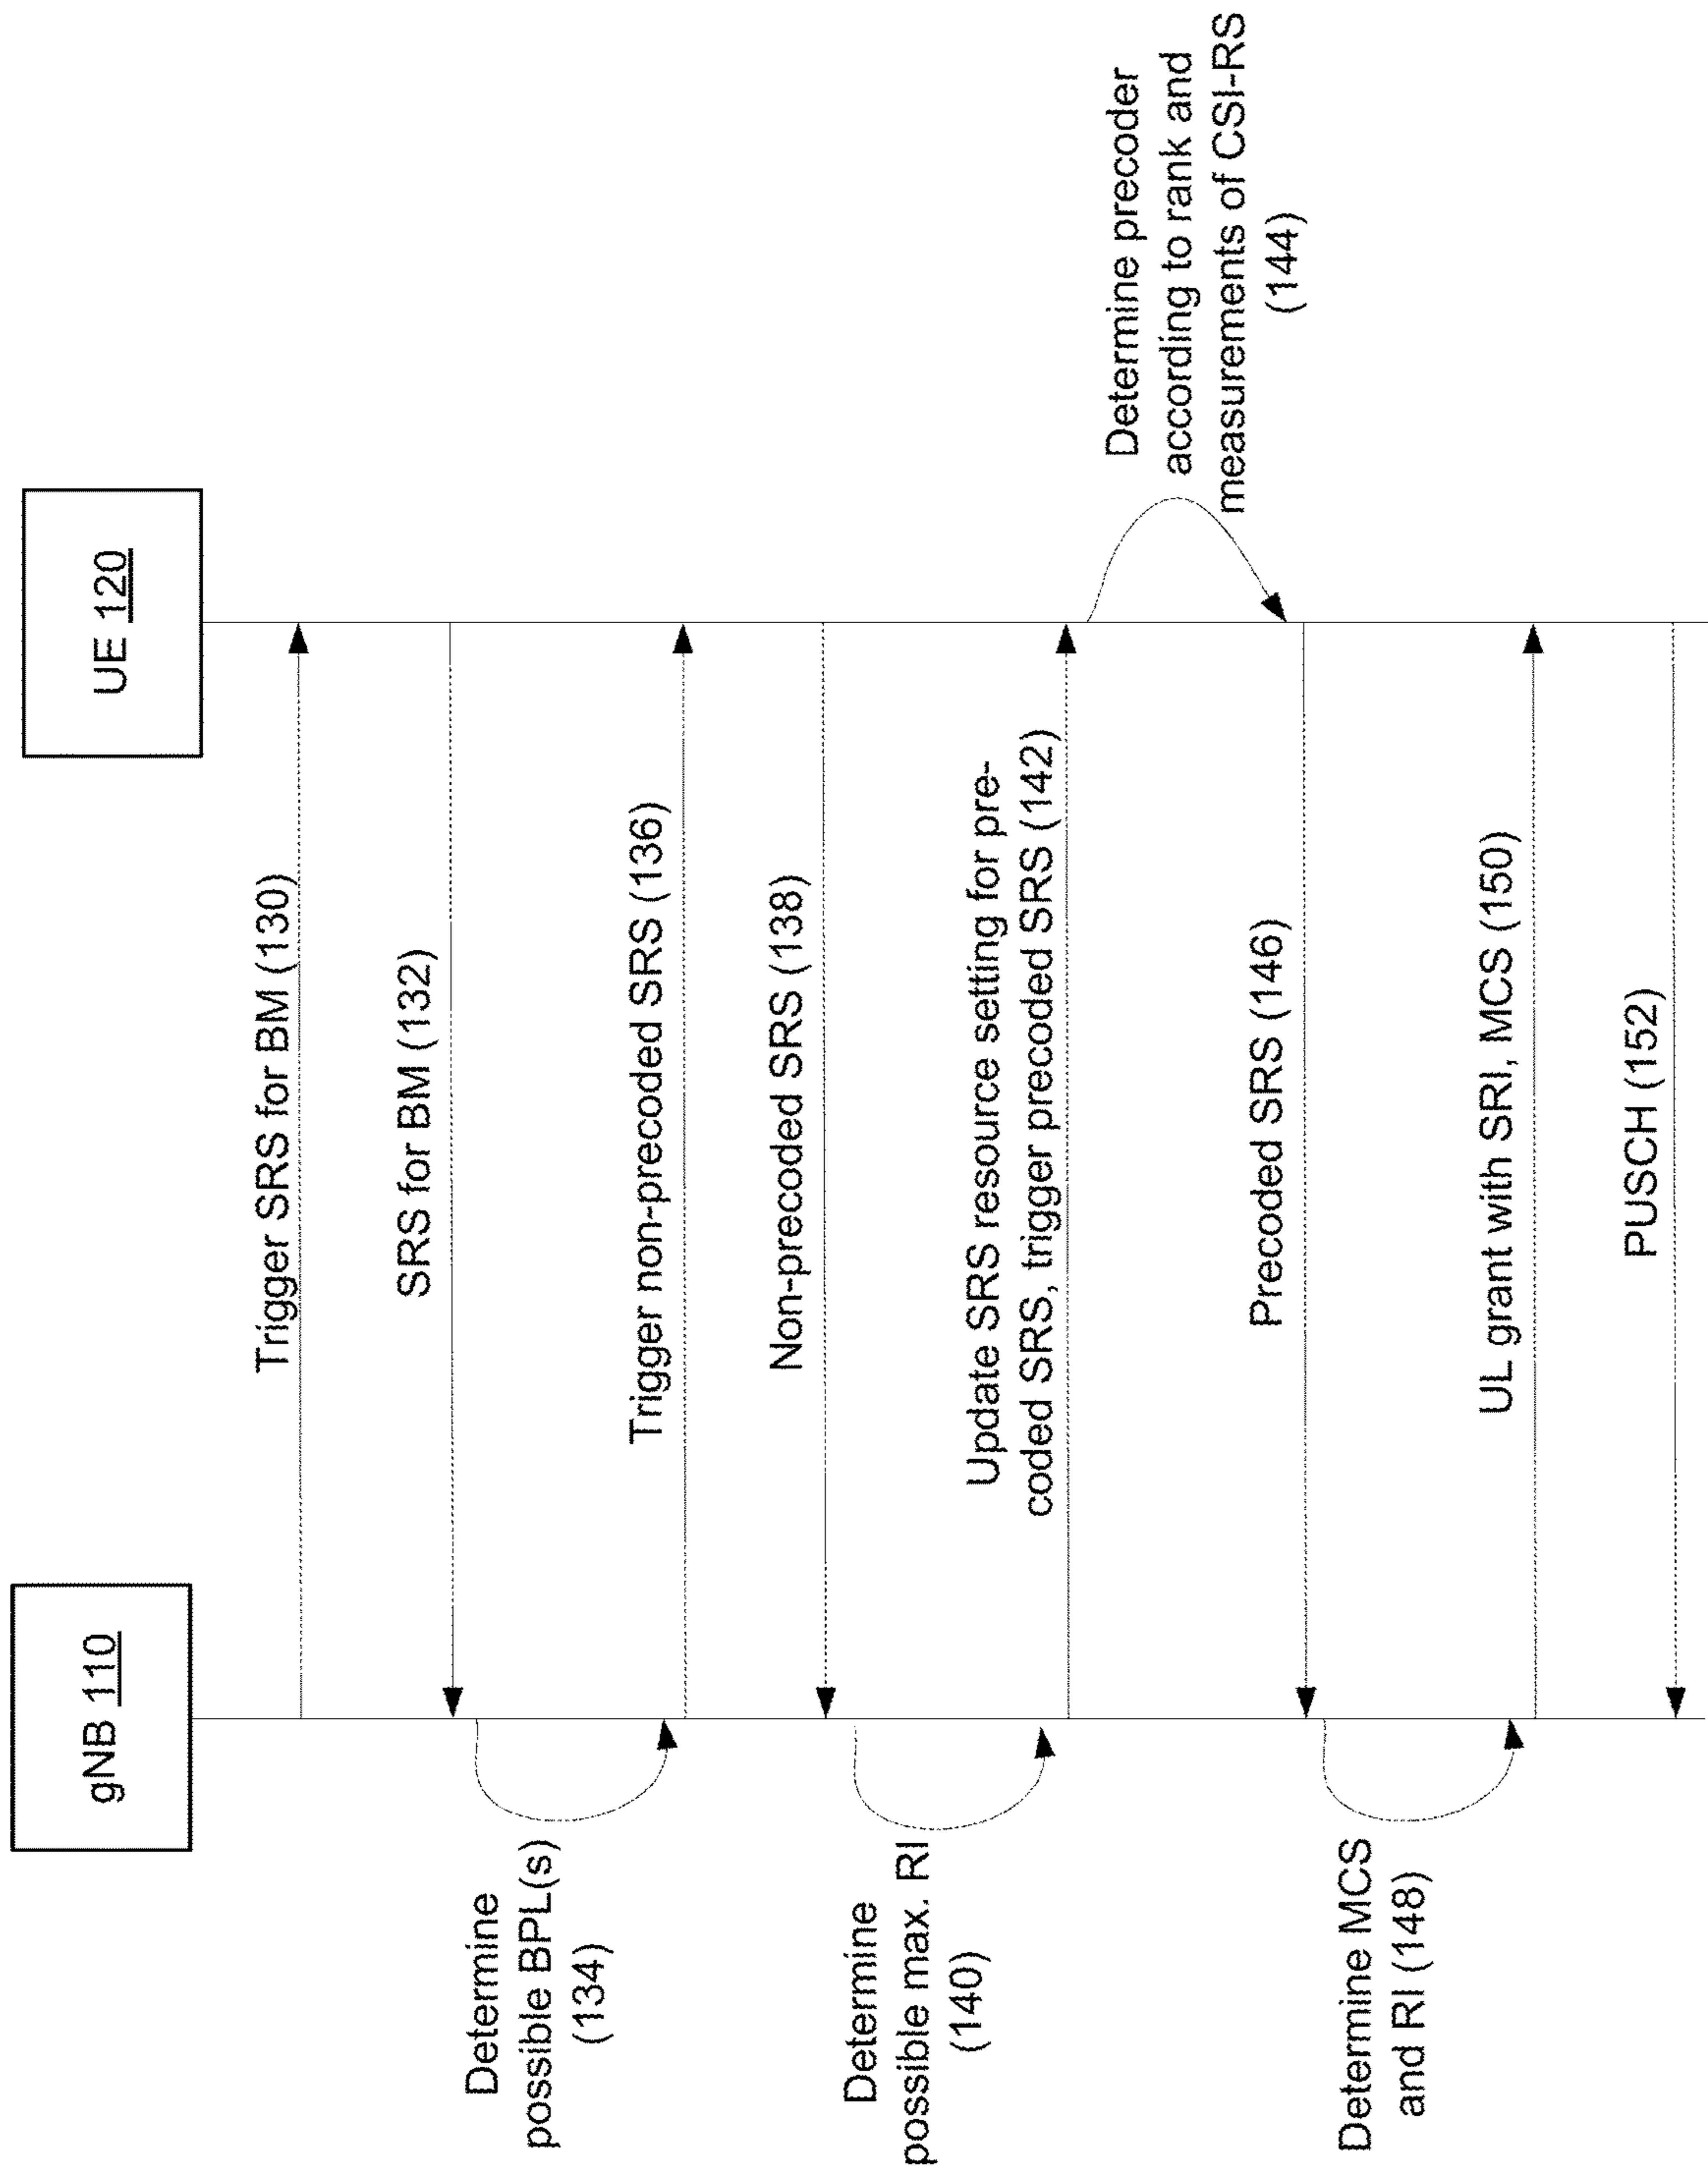 gNB 110
UE 120
Trigger SRS for BM (130)
SRS for BM (132)
Determine
possible BPL(s)
(134)
Trigger non-precoded SRS (136)
Non-precoded SRS (138)
Determine
possible max. RI
(140)
Update SRS resource setting for pre-
coded SRS, trigger precoded SRS (142)
Determine precoder
according to rank and
measurements of CSI-RS
(144)
Precoded SRS (146)
Determine MCS
and RI (148)
UL grant with SRI, MCS (150)
PUSCH (152)